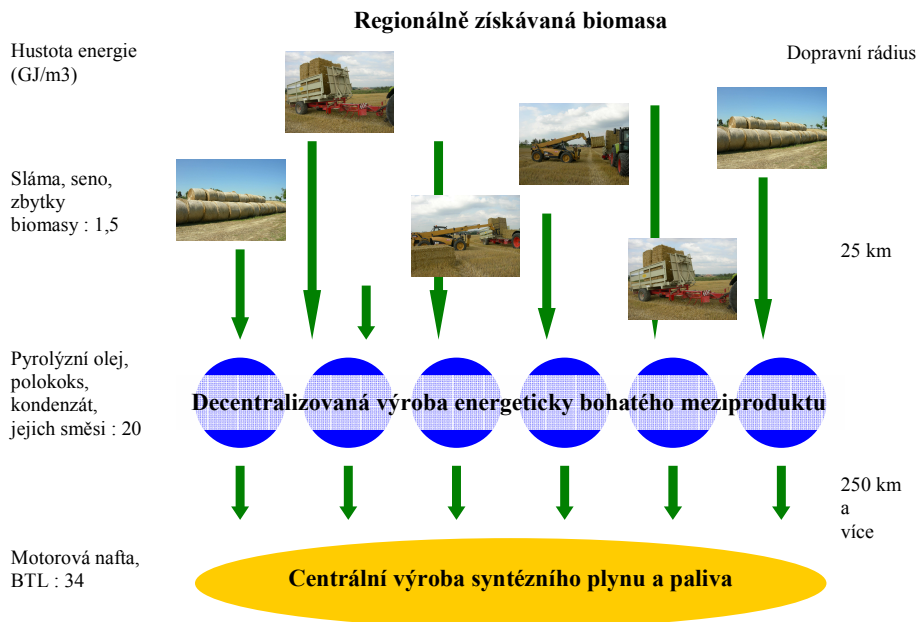 Regionálně získávaná biomasa
Hustota energie
(GJ/m3)
Dopravní rádius
Sláma, seno,
zbytky
biomasy : 1,5
25 km
Pyrolýzní olej,
polokoks,
kondenzát,
jejich směsi : 20
Decentralizovaná výroba energeticky bohatého meziproduktu
250 km
a
více
Motorová nafta,
BTL : 34
Centrální výroba syntézního plynu a paliva